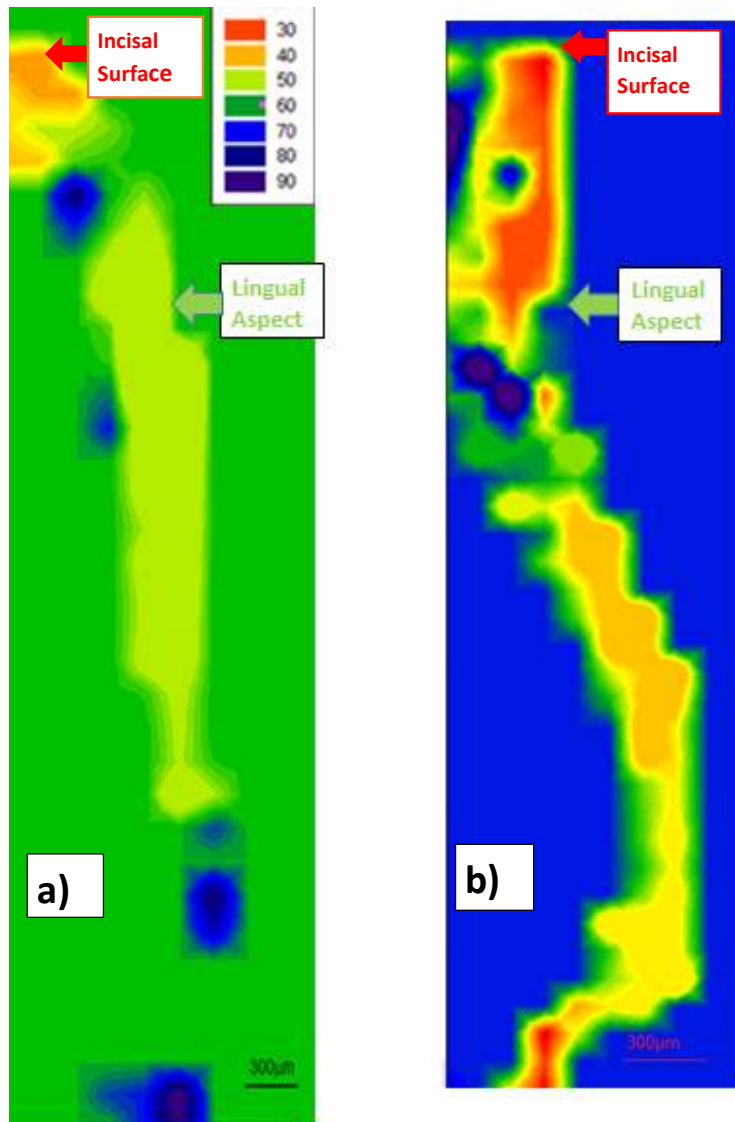 Incisal
Surface
30
40
50
60
70
80
90
Lingual
Aspect
a)
300µm
Incisal
Surface
Lingual
Aspect
b)
300µm